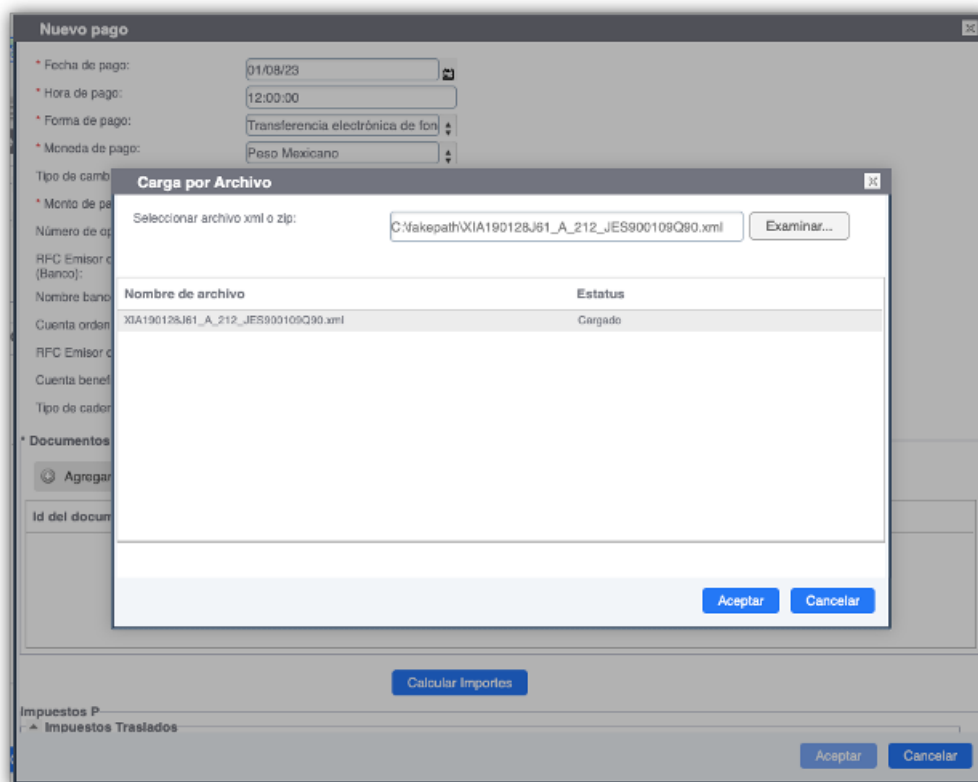 Nuevo pago
* Fecha de pago:
01/08/23
* Hora de pago:
12:00:00
* Forma de pago:
Transferencia electrónica de fon
* Moneda de pago:
Peso Mexicano
Tipo de camb
* Monto de pa
Número de op
RFC Emisor c
(Banco):
Nombre banc
Cuenta orden
RFC Emisor c
Cuenta benef
Tipo de cader
* Documentos
Agregar
Id del docum
Carga por Archivo
Seleccionar archivo xml o zip:
C:\fakepath\XIA190128J61_A_212_JES900109Q90.xml
Examinar...
Nombre de archivo Estatus
XIA190128J61_A_212_JES900109Q90.xml Cargado
Aceptar Cancelar
Calcular Importes
Impuestos P
Impuestos Traslados
Aceptar Cancelar